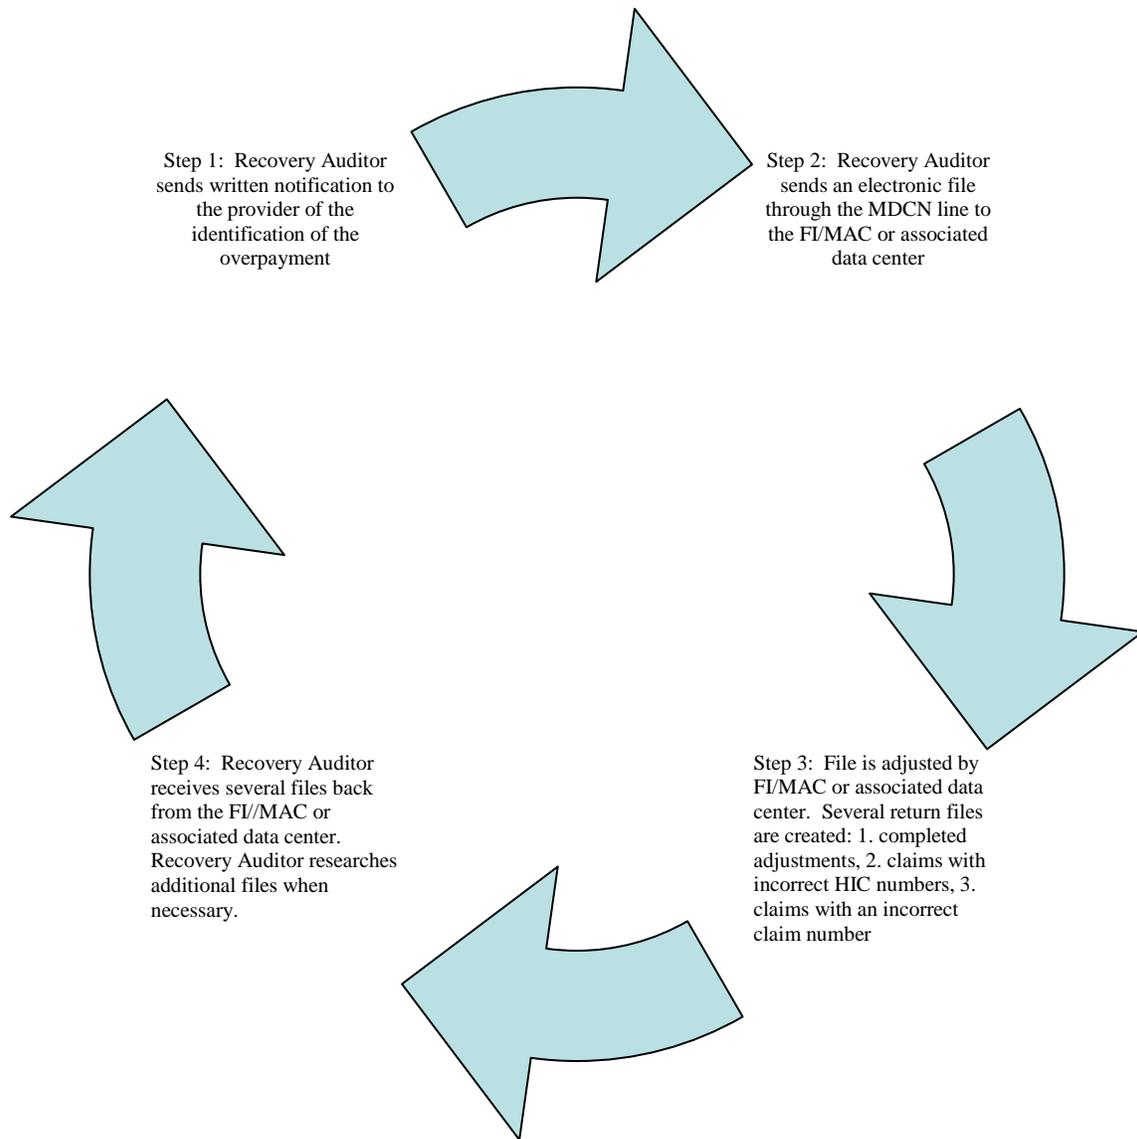 Step 1:  Recovery Auditor
sends written notification to
the provider of the
identification of the
overpayment
Step 2:  Recovery Auditor
sends an electronic file
through the MDCN line to
the FI/MAC or associated
data center
Step 3:  File is adjusted by
FI/MAC or associated data
center.  Several return files
are created: 1. completed
adjustments, 2. claims with
incorrect HIC numbers, 3.
claims with an incorrect
claim number
Step 4:  Recovery Auditor
receives several files back
from the FI//MAC or
associated data center.
Recovery Auditor researches
additional files when
necessary.